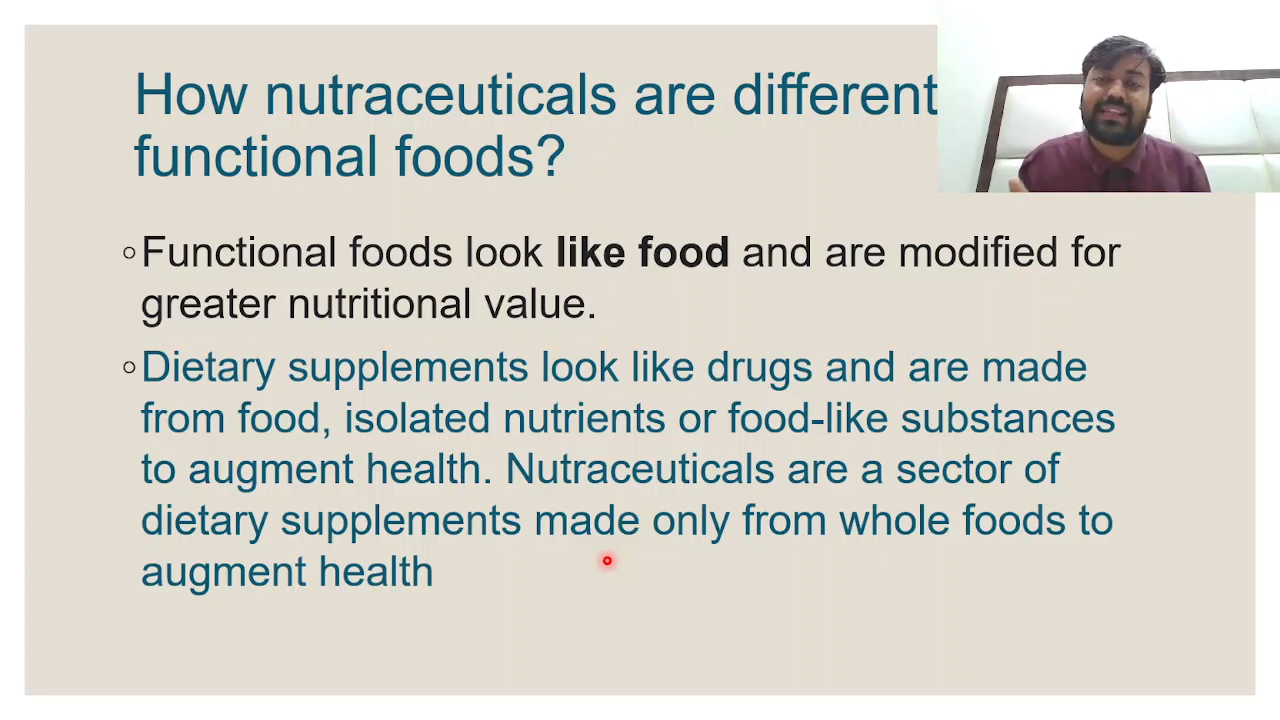 How nutraceuticals are different
functional foods?
◦Functional foods look like food and are modified for
greater nutritional value.
◦Dietary supplements look like drugs and are made
from food, isolated nutrients or food-like substances
to augment health. Nutraceuticals are a sector of
dietary supplements made only from whole foods to
augment health